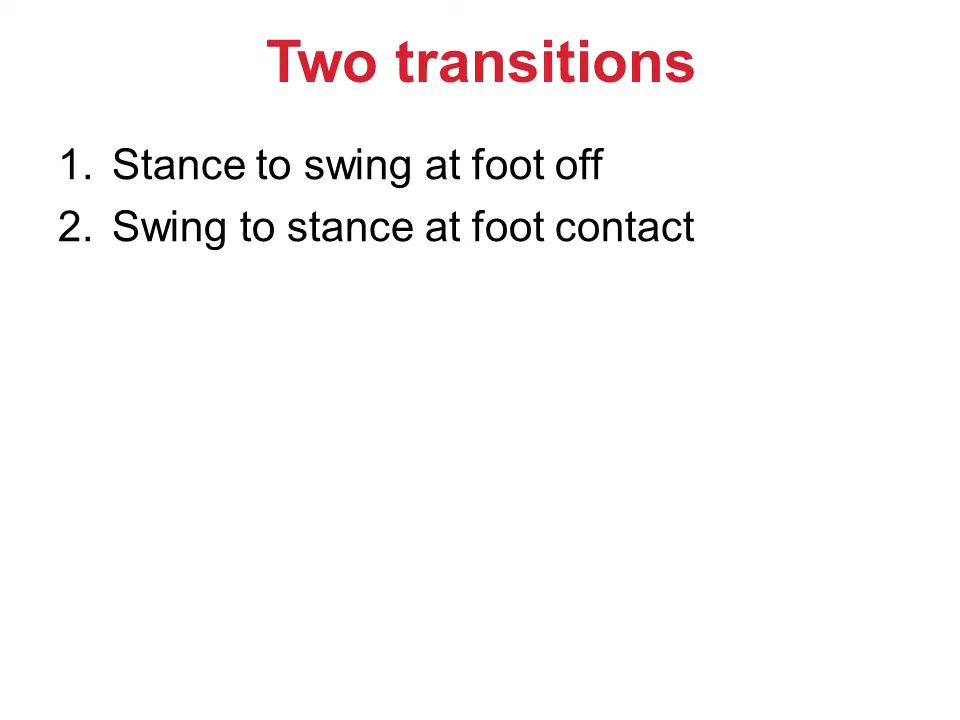 Two transitions
1. Stance to swing at foot off
2. Swing to stance at foot contact